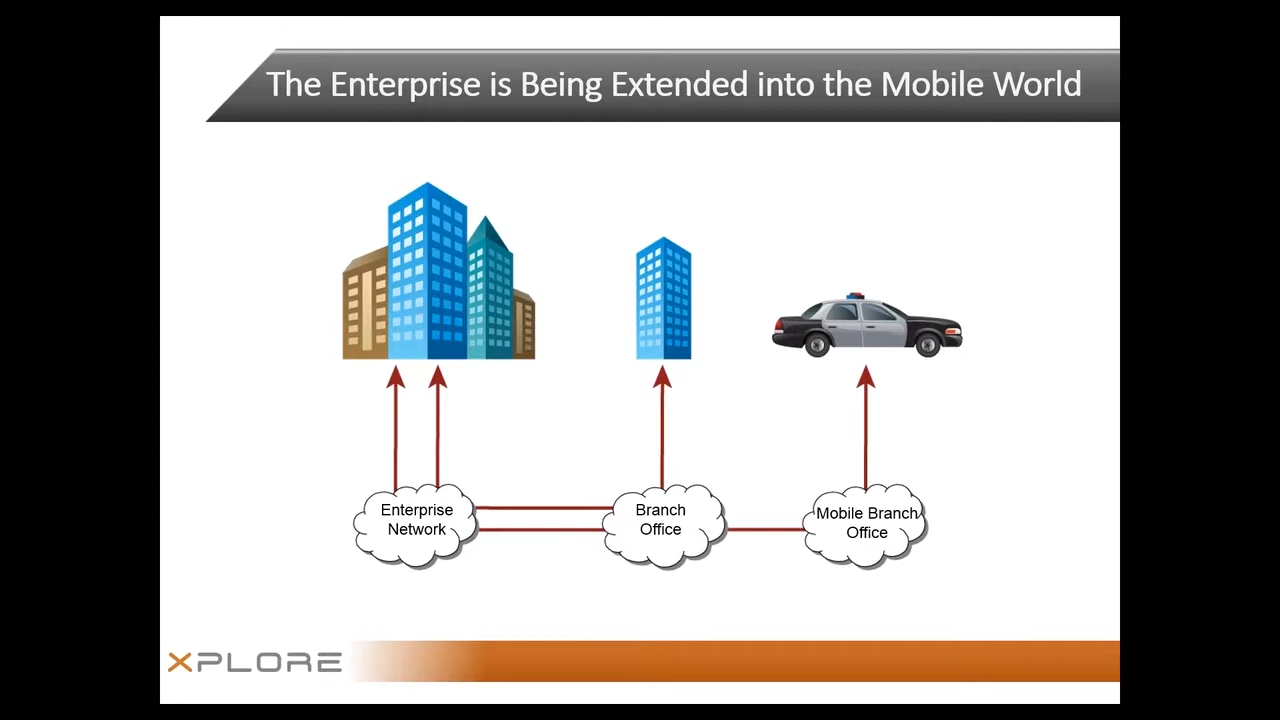 The Enterprise is Being Extended into the Mobile World
Enterprise
Network
Branch
Office
Mobile Branch
Office
XPLORE